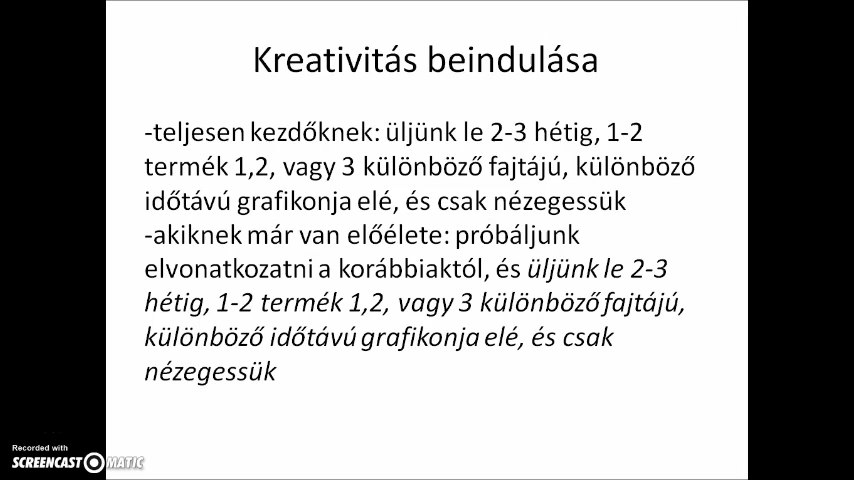 Kreativitás beindulása
-teljesen kezdőknek: üljünk le 2-3 hétig, 1-2
termék 1,2, vagy 3 különböző fajtájú, különböző
időtávú grafikonja elé, és csak nézegessük
-akiknek már van előélete: próbáljunk
elvonatkozatni a korábbiaktól, és üljünk le 2-3
hétig, 1-2 termék 1,2, vagy 3 különböző fajtájú,
különböző időtávú grafikonja elé, és csak
nézegessük
Recorded with
SCREENCAST MATIC